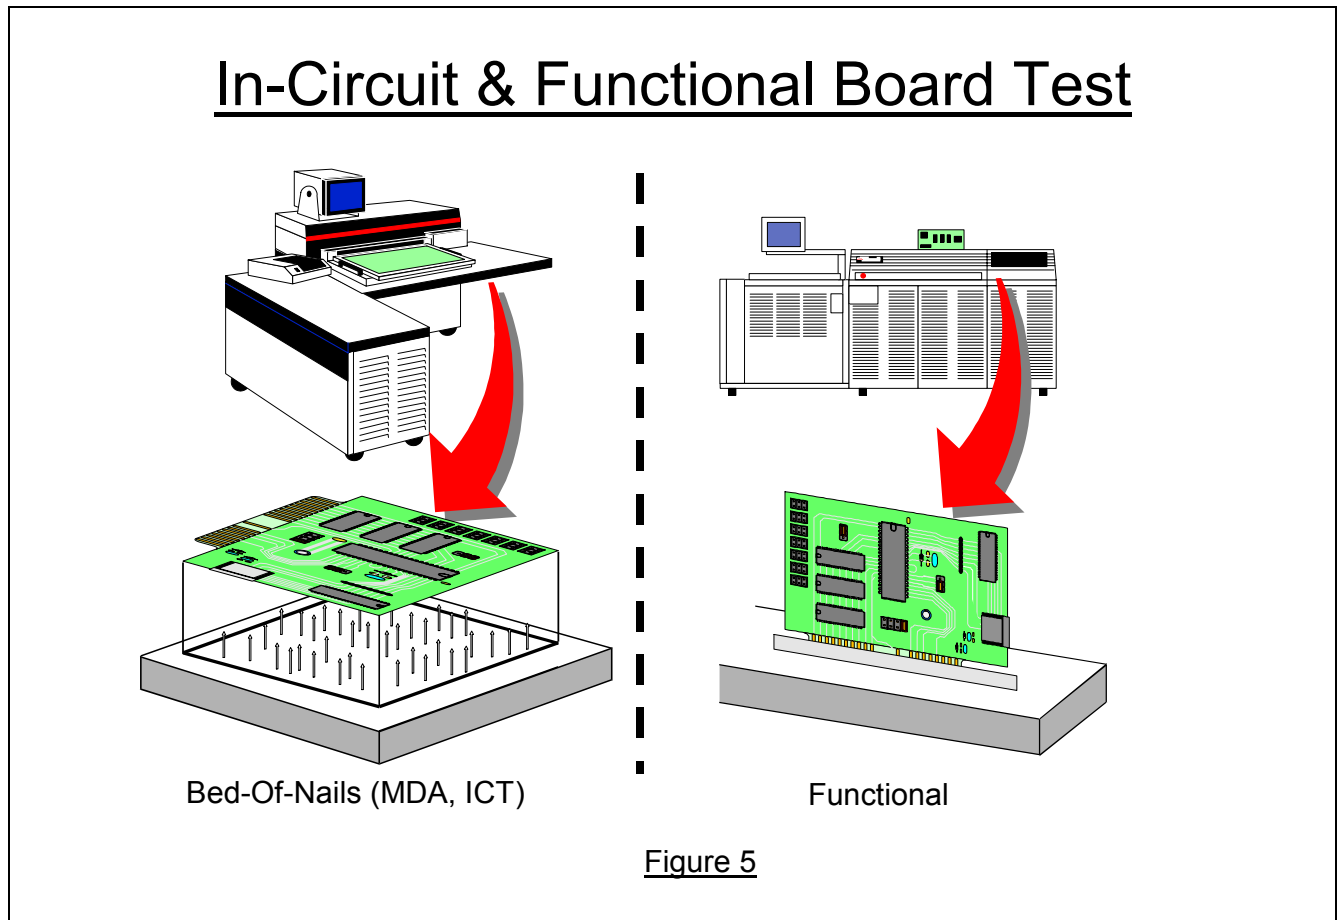 In-Circuit & Functional Board Test
Bed-Of-Nails (MDA, ICT)
Functional
Figure 5